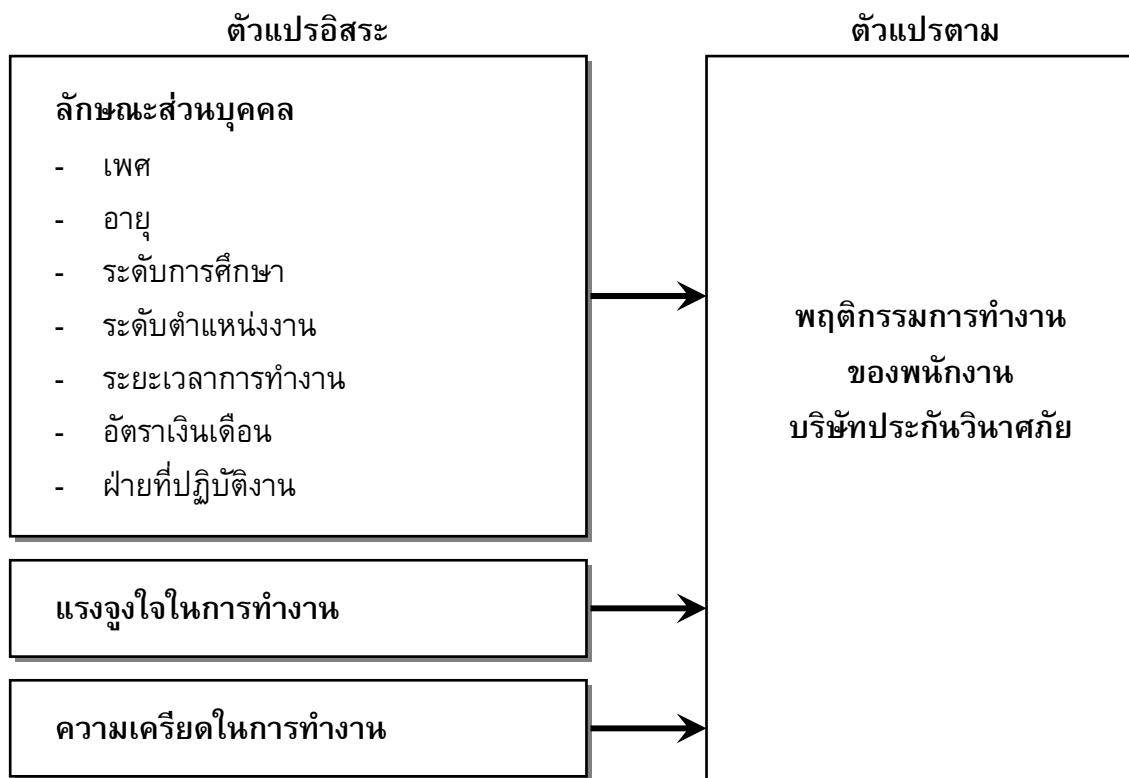 ตัวแปรอิสระ
ตัวแปรตาม
ลักษณะส่วนบุคคล
- เพศ
- อายุ
- ระดับการศึกษา
- ระดับตำแหน่งงาน
- ระยะเวลาการทำงาน
- อัตราเงินเดือน
- ฝ่ายที่ปฏิบัติงาน
แรงจูงใจในการทำงาน
ความเครียดในการทำงาน
พฤติกรรมการทำงาน
ของพนักงาน
บริษัทประกันวินาศภัย